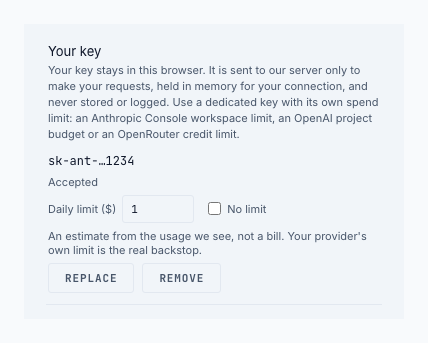 Your key
Your key stays in this browser. It is sent to our server only to
make your requests, held in memory for your connection, and
never stored or logged. Use a dedicated key with its own spend
limit: an Anthropic Console workspace limit, an OpenAI project
budget or an OpenRouter credit limit.
sk-ant-…1234
Accepted
Daily limit ($) 1 No limit
An estimate from the usage we see, not a bill. Your provider's
own limit is the real backstop.
REPLACE REMOVE